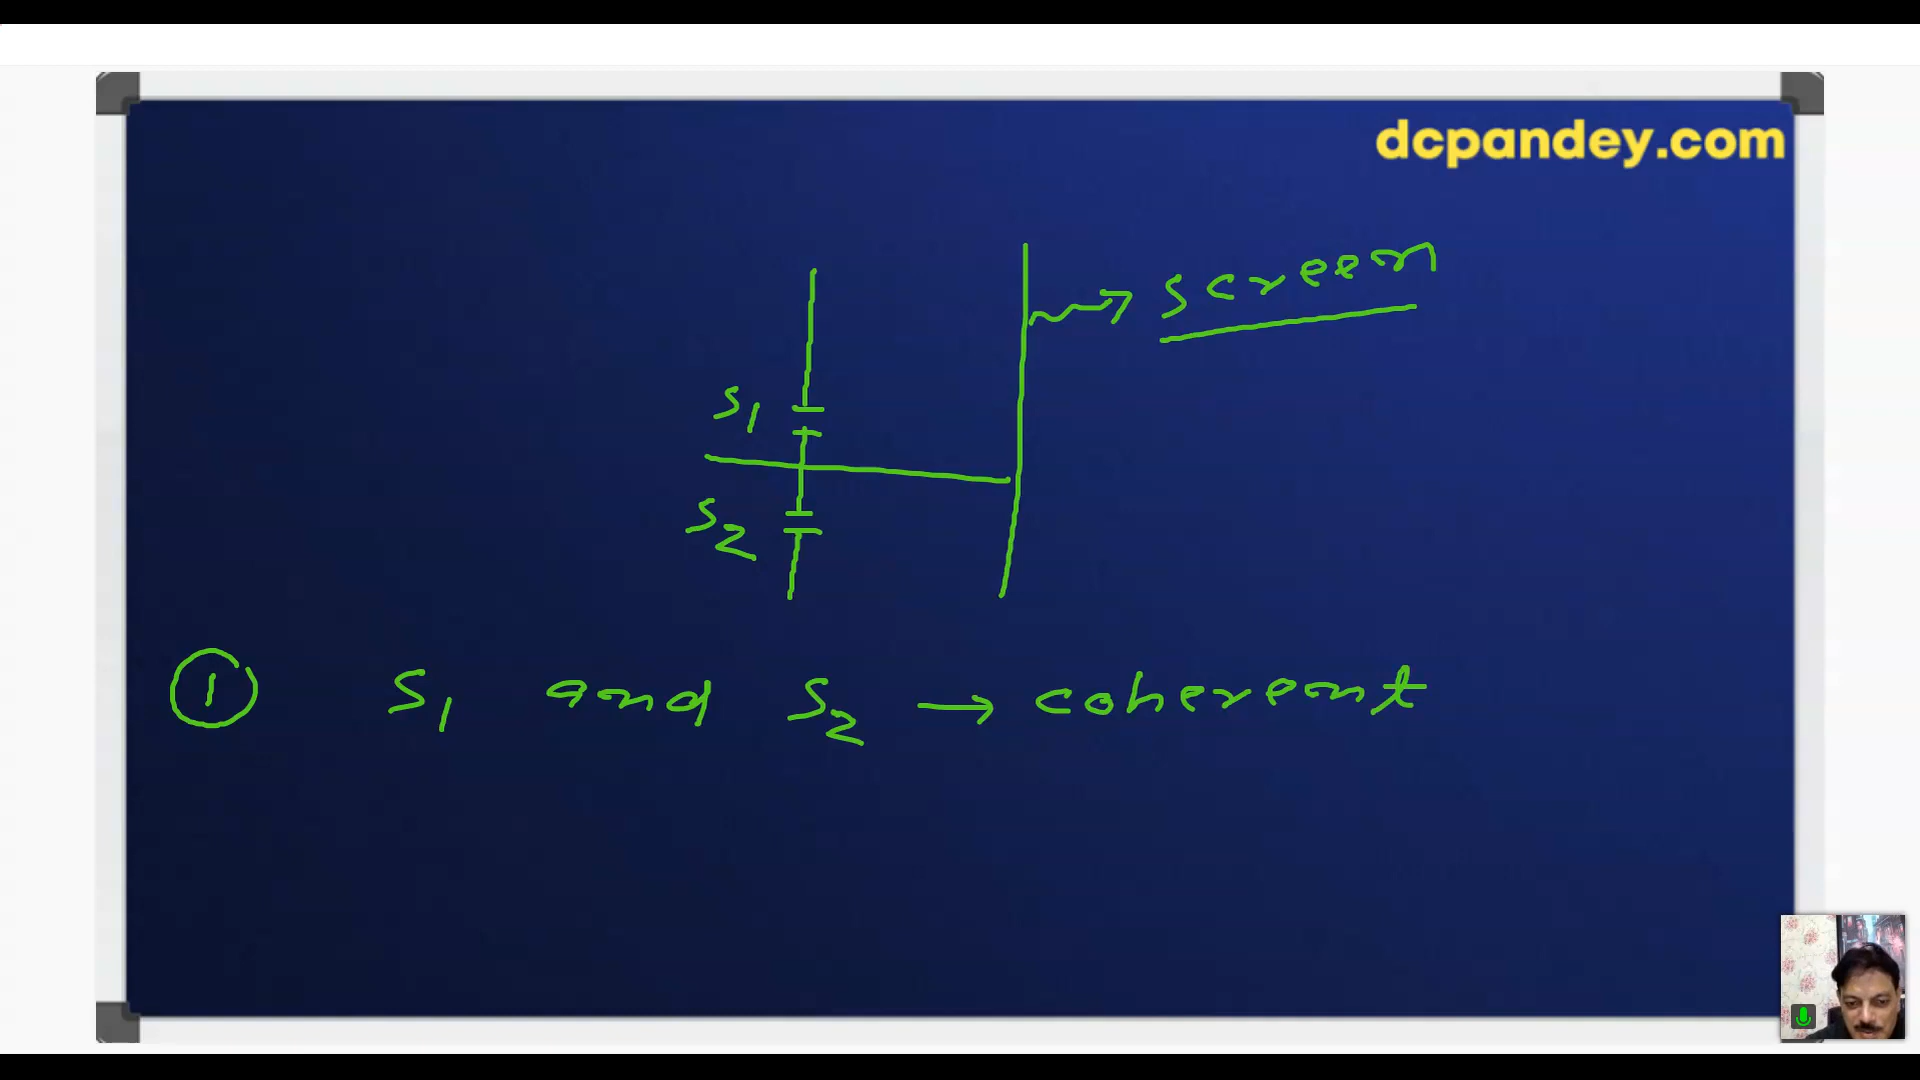 dcpandey.com
screen
S1
S2
1 S1 and S2 → coherent